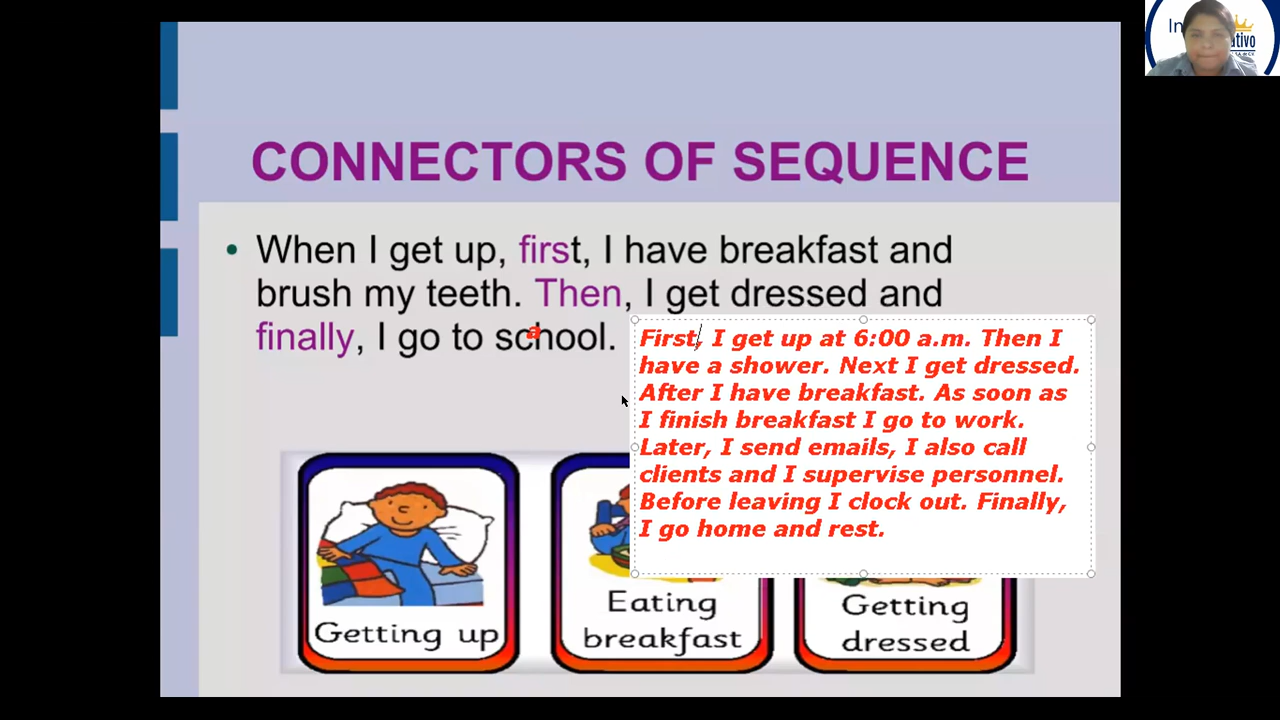 CONNECTORS OF SEQUENCE
• When I get up, first, I have breakfast and
brush my teeth. Then, I get dressed and
finally, I go to school.
a
First, I get up at 6:00 a.m. Then I
have a shower. Next I get dressed.
After I have breakfast. As soon as
I finish breakfast I go to work.
Later, I send emails, I also call
clients and I supervise personnel.
Before leaving I clock out. Finally,
I go home and rest.
Getting up
Eating
breakfast
Getting
dressed